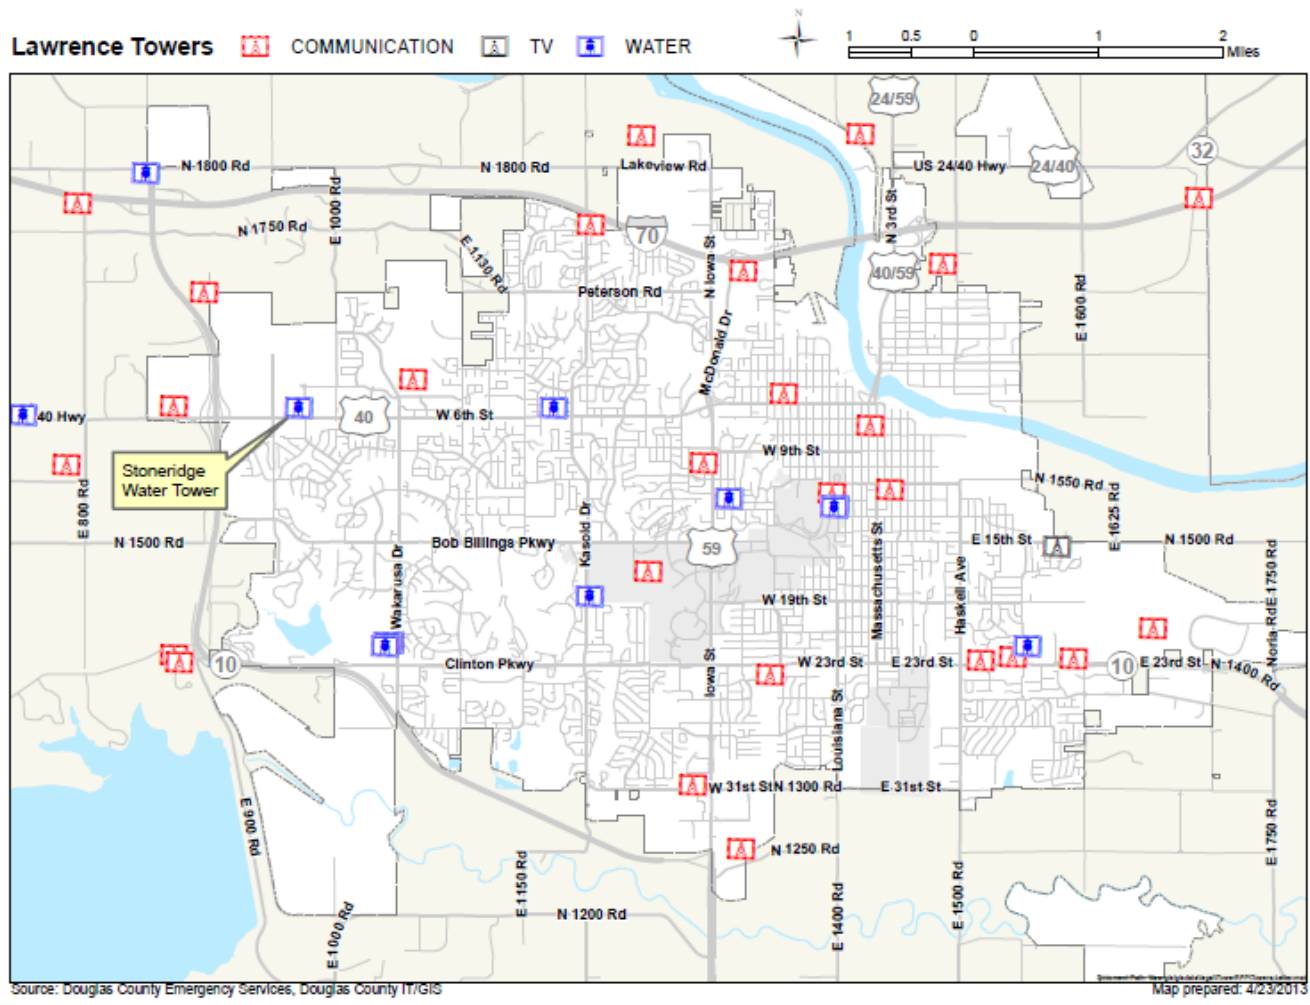 N
Lawrence Towers COMMUNICATION TV WATER
1 0.5 0 1 2
Miles
24/59
N 1800 Rd
N 1800 Rd
Lakeview Rd
US 24/40 Hwy
24/40
32
E 1000 Rd
N 1750 Rd
E 1130 Rd
70
N Iowa St
N 3rd St
40/59
Peterson Rd
E 1600 Rd
McDonald Dr
40 Hwy
40
W 6th St
W 9th St
Stoneridge
Water Tower
E 800 Rd
N 1550 Rd
E 1625 Rd
N 1500 Rd
Bob Billings Pkwy
Kasold Dr
59
Massachusetts St
E 15th St
N 1500 Rd
Wakarusa Dr
Haskell Ave
W 19th St
E 1750 Rd
Noria Rd
10
Clinton Pkwy
Iowa St
W 23rd St
E 23rd St
10
E 23rd St
N 1400 Rd
Louisiana St
W 31st St
N 1300 Rd
E 31st St
E 900 Rd
N 1250 Rd
E 1750 Rd
E 1150 Rd
E 1000 Rd
N 1200 Rd
E 1400 Rd
E 1500 Rd
Source: Douglas County Emergency Services, Douglas County IT/GIS
Map prepared: 4/23/2013